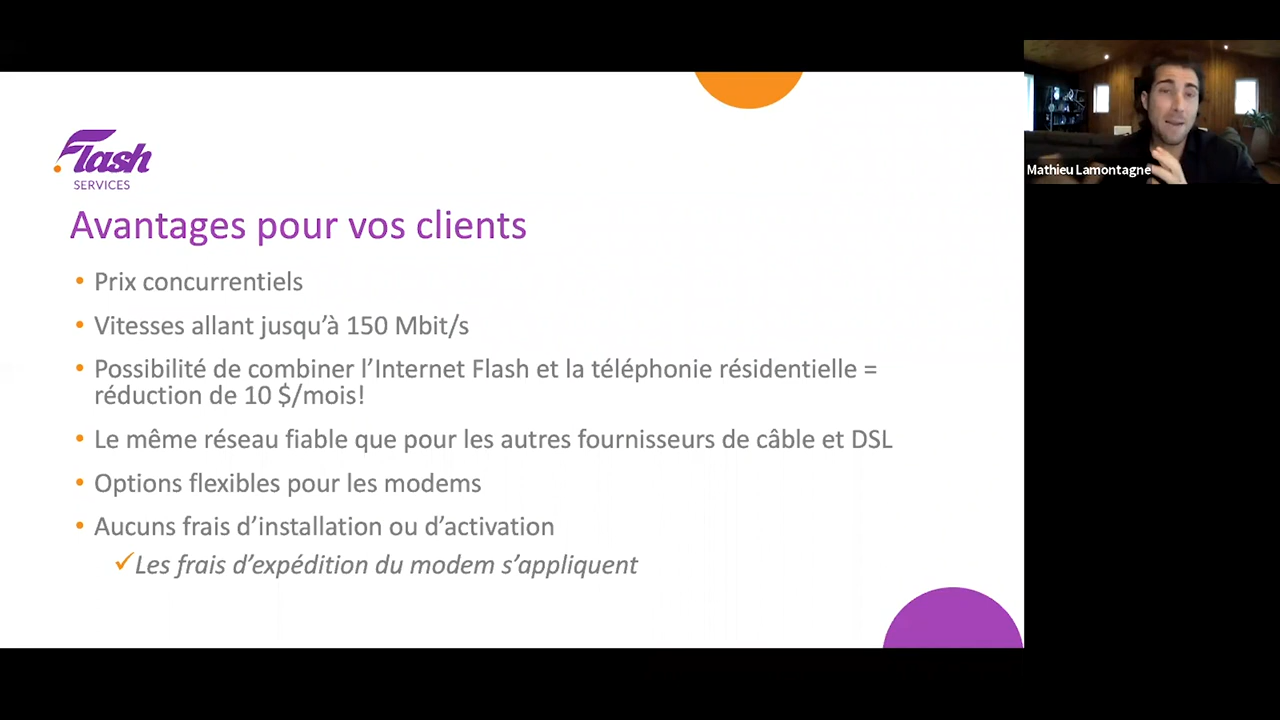 Flash
SERVICES
Avantages pour vos clients
• Prix concurrentiels
• Vitesses allant jusqu’à 150 Mbit/s
• Possibilité de combiner l’Internet Flash et la téléphonie résidentielle =
réduction de 10 $/mois!
• Le même réseau fiable que pour les autres fournisseurs de câble et DSL
• Options flexibles pour les modems
• Aucuns frais d’installation ou d’activation
✓Les frais d’expédition du modem s’appliquent
Mathieu Lamontagne